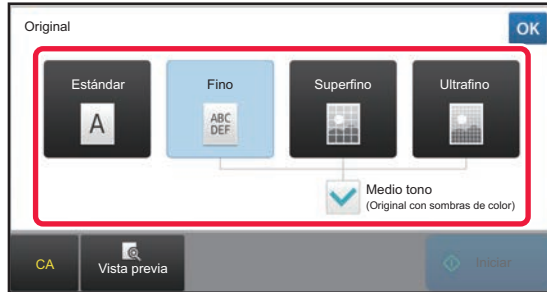 Original
OK
Estándar
Fino
Superfino
Ultrafino
A
ABC
DEF
Medio tono
(Original con sombras de color)
CA
Vista previa
Iniciar